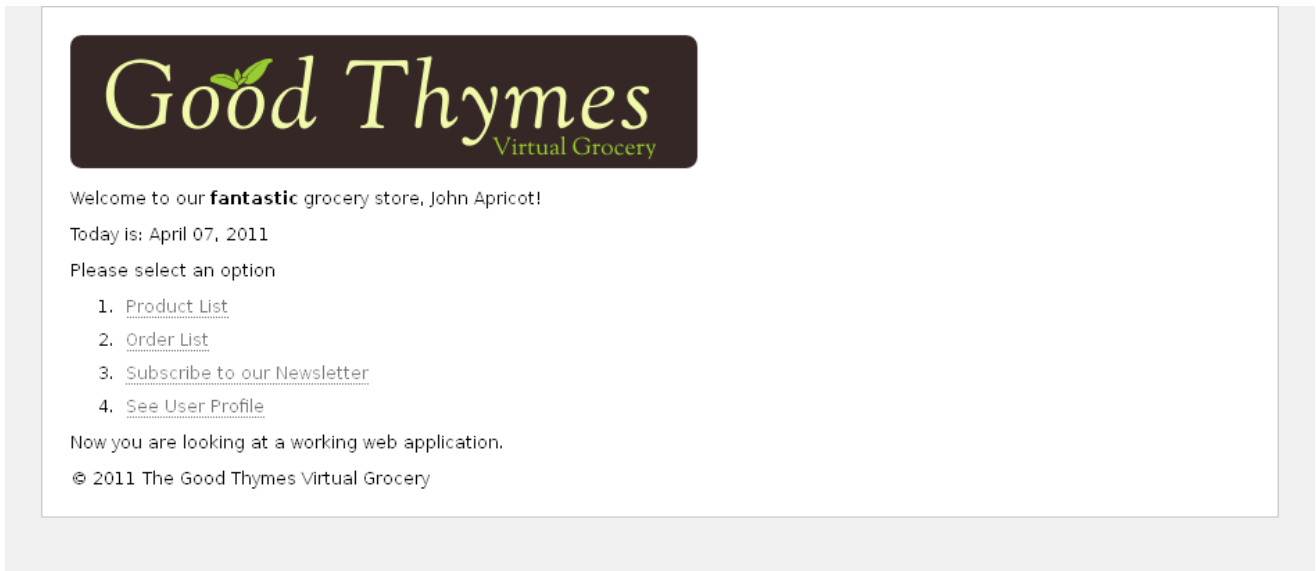 Good Thymes
Virtual Grocery
Welcome to our fantastic grocery store, John Apricot!
Today is: April 07, 2011
Please select an option
1. Product List
2. Order List
3. Subscribe to our Newsletter
4. See User Profile
Now you are looking at a working web application.
© 2011 The Good Thymes Virtual Grocery